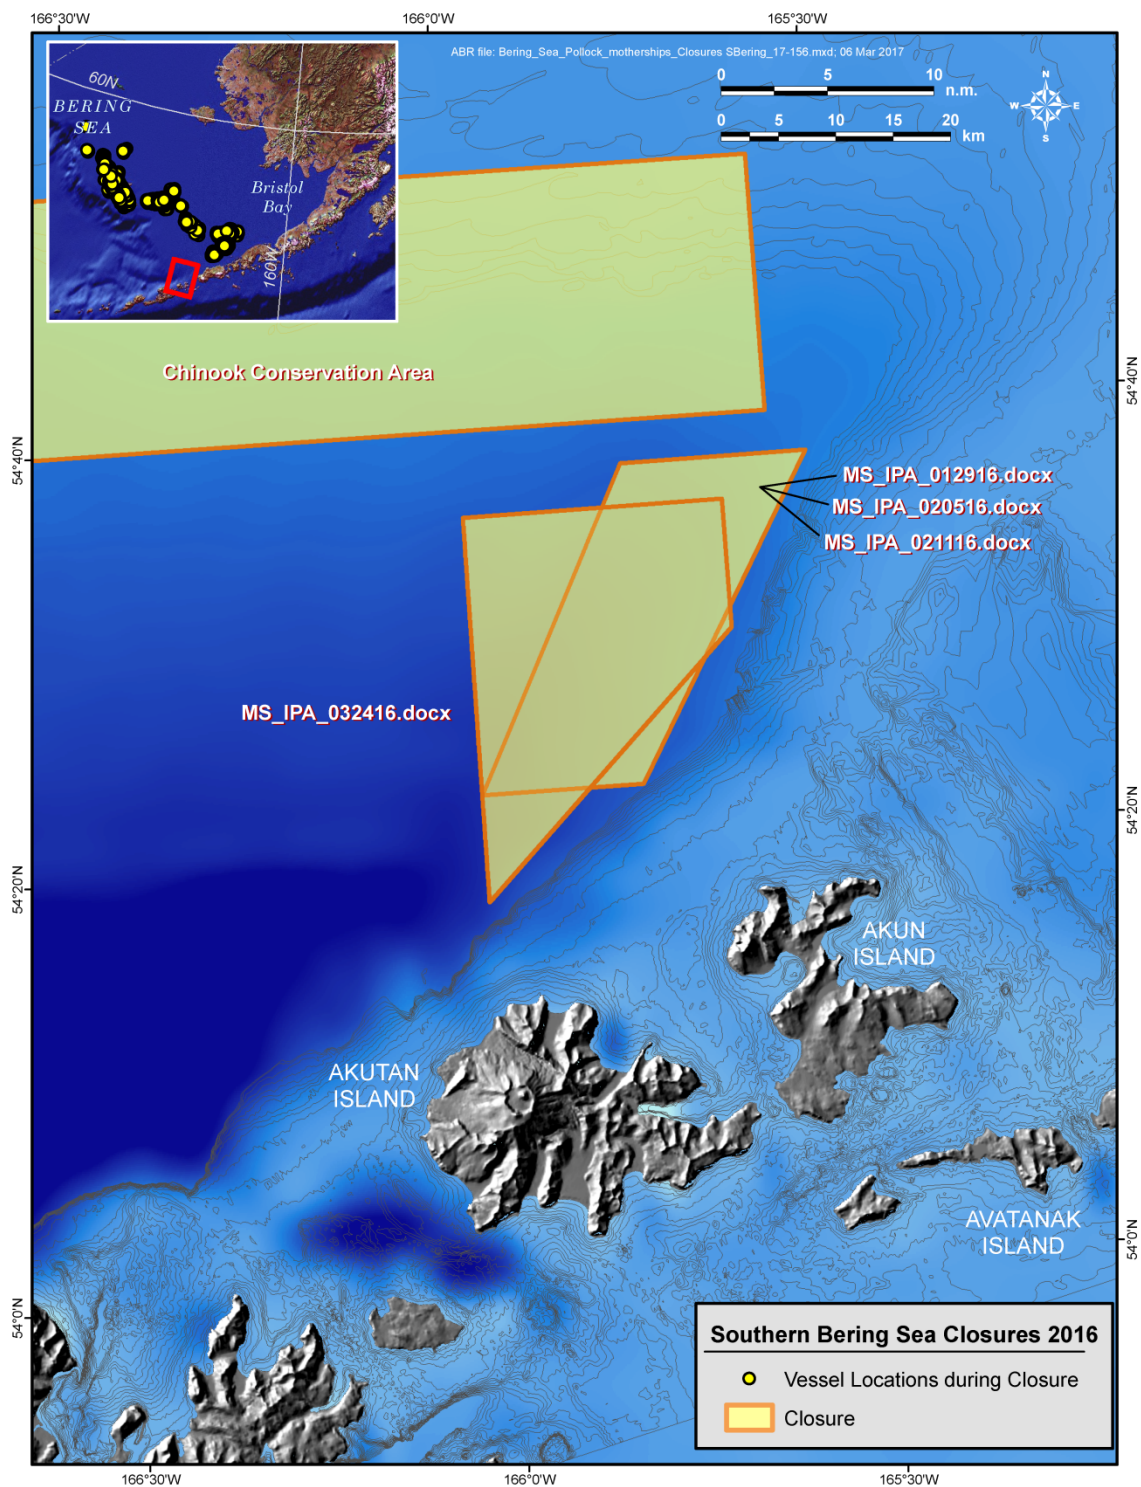 166°30'W 166°0'W 165°30'W
ABR file: Bering_Sea_Pollock_motherships_Closures SBering_17-156.mxd; 06 Mar 2017
0 5 10
n.m.
0 5 10 15 20
km
N
W E
S
60N
BERING
SEA
Bristol
Bay
160W
Chinook Conservation Area
54°40'N
54°40'N
MS_IPA_012916.docx
MS_IPA_020516.docx
MS_IPA_021116.docx
MS_IPA_032416.docx
54°20'N
54°20'N
AKUN
ISLAND
AKUTAN
ISLAND
AVATANAK
ISLAND
54°0'N
54°0'N
Southern Bering Sea Closures 2016
Vessel Locations during Closure
Closure
166°30'W 166°0'W 165°30'W